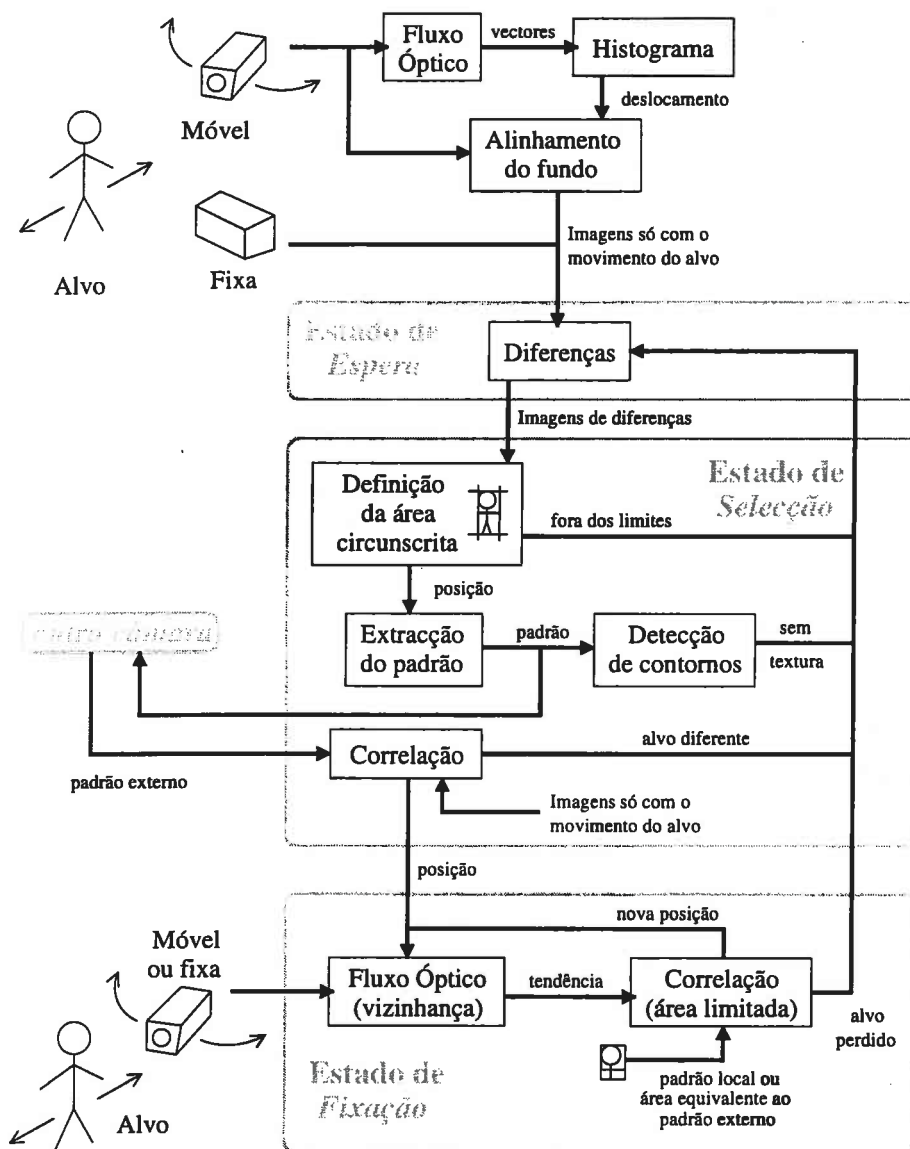 Fluxo
Óptico
vectores
Histograma
deslocamento
Móvel
Alinhamento
do fundo
Imagens só com o
movimento do alvo
Alvo
Fixa
Estado de
Espera
Diferenças
Imagens de diferenças
Definição
da área
circunscrita
Estado de
Selecção
fora dos limites
posição
outra câmara
Extracção
do padrão
padrão
Detecção
de contornos
sem
textura
Correlação
alvo diferente
padrão externo
Imagens só com o
movimento do alvo
posição
nova posição
Móvel
ou fixa
Fluxo Óptico
(vizinhança)
tendência
Correlação
(área limitada)
alvo
perdido
Estado de
Fixação
padrão local ou
área equivalente ao
padrão externo
Alvo